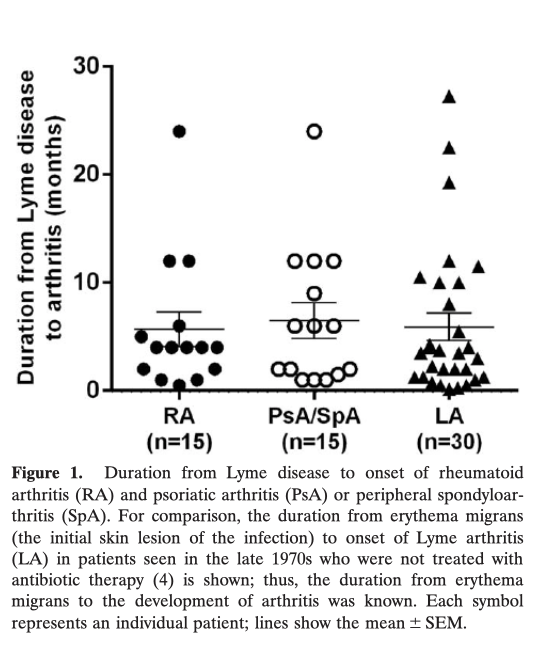 Duration from Lyme disease
to arthritis (months)
30
20
10
0
RA
(n=15)
PsA/SpA
(n=15)
LA
(n=30)
Figure 1. Duration from Lyme disease to onset of rheumatoid
arthritis (RA) and psoriatic arthritis (PsA) or peripheral spondyloar-
thritis (SpA). For comparison, the duration from erythema migrans
(the initial skin lesion of the infection) to onset of Lyme arthritis
(LA) in patients seen in the late 1970s who were not treated with
antibiotic therapy (4) is shown; thus, the duration from erythema
migrans to the development of arthritis was known. Each symbol
represents an individual patient; lines show the mean ± SEM.